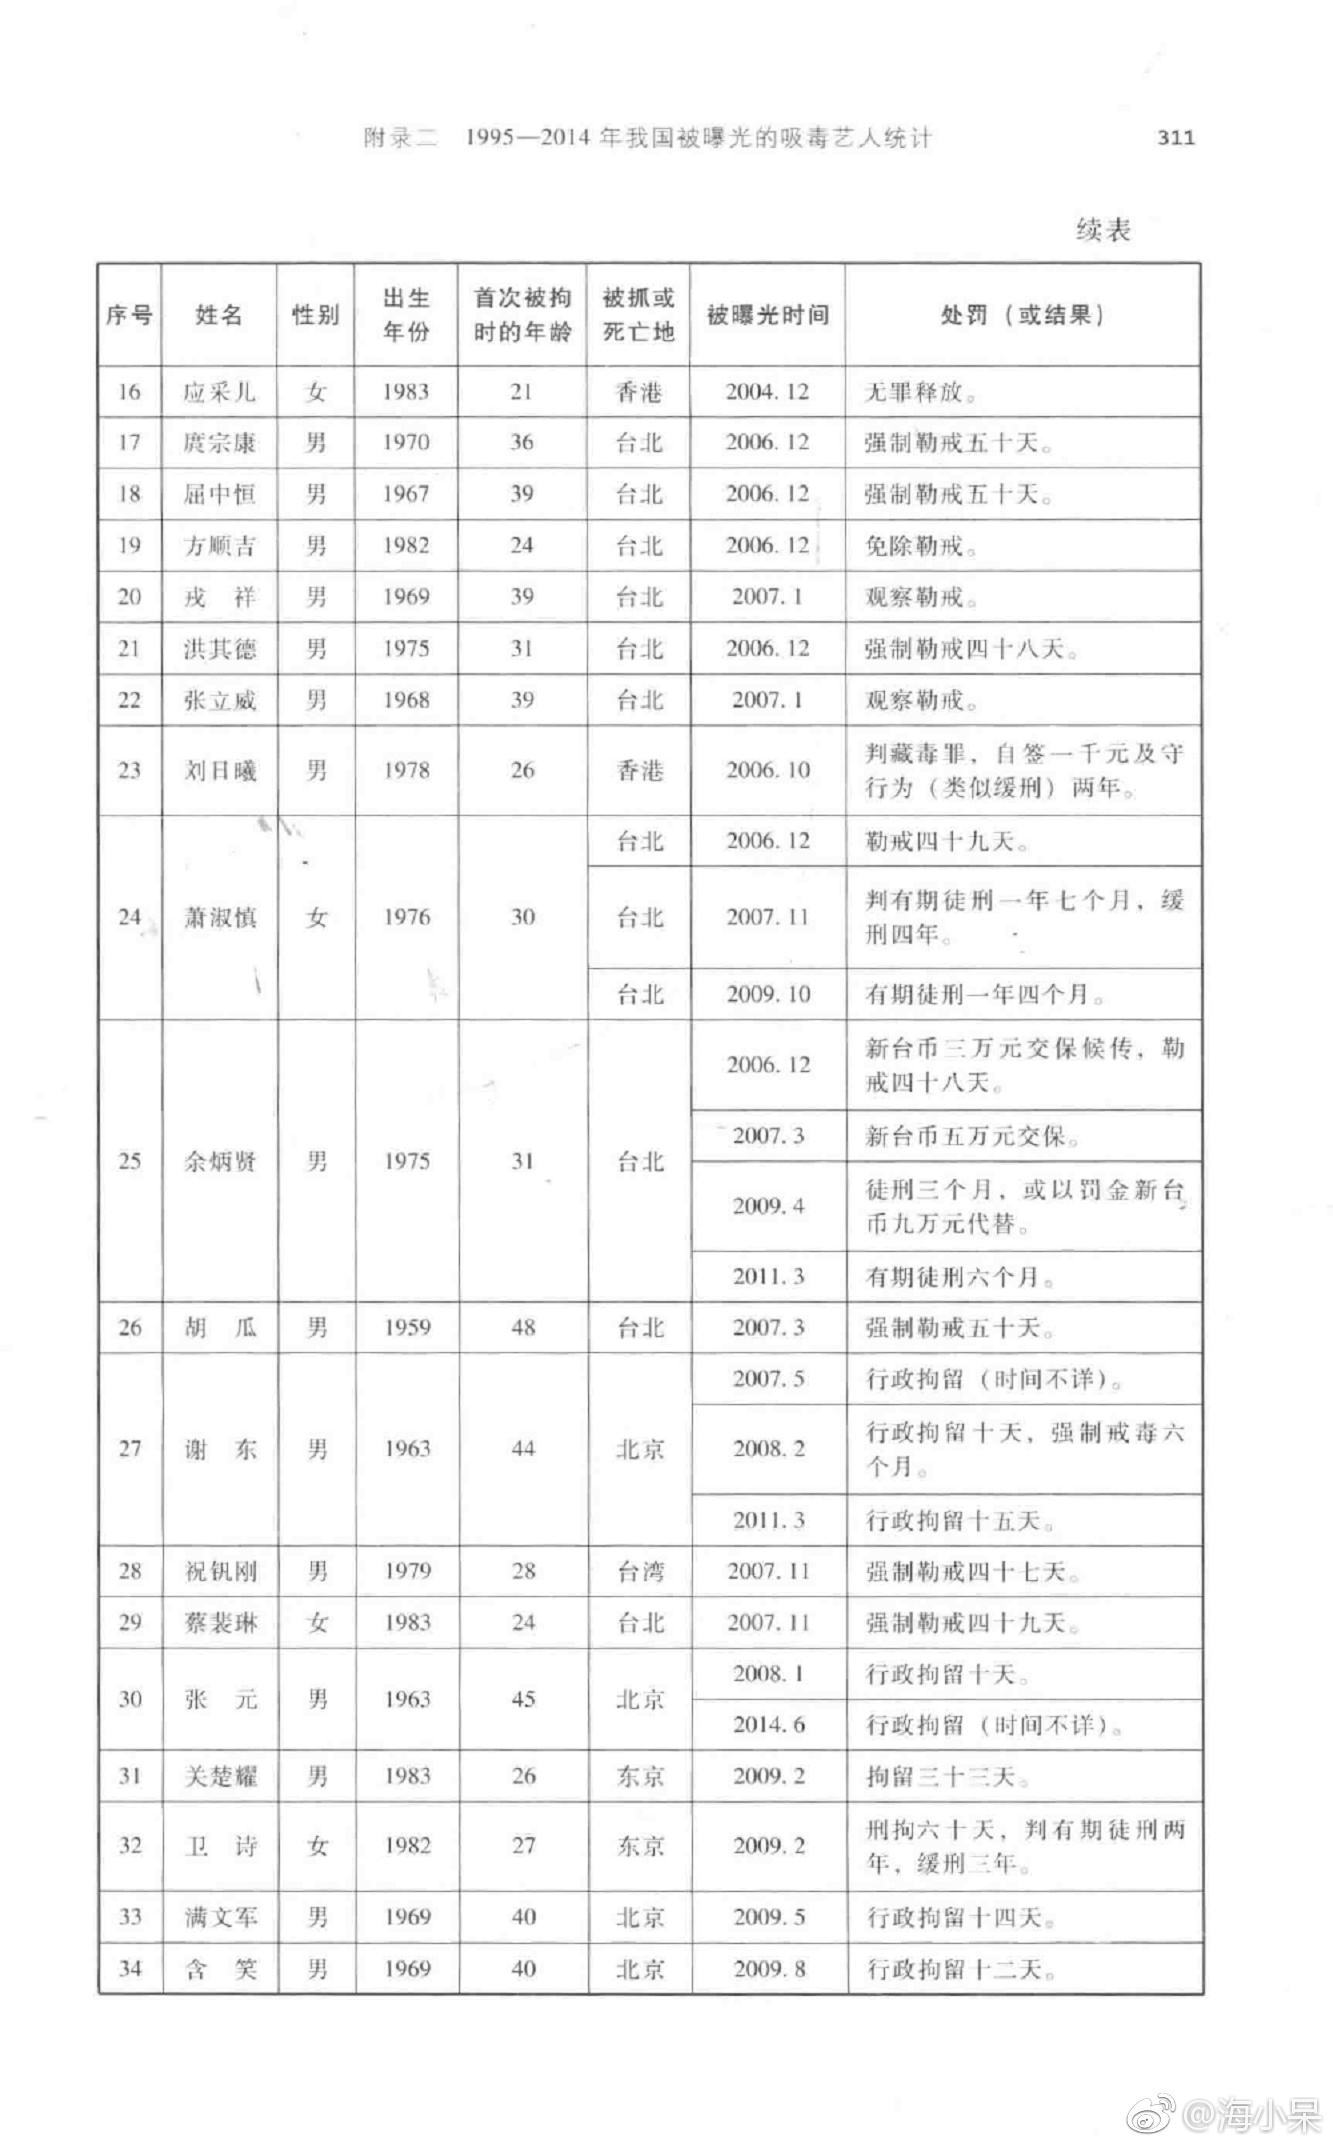 附录二 1995—2014 年我国被曝光的吸毒艺人统计 311
续表
序号 姓名 性别 出生年份 首次被拘时的年龄 被抓或死亡地 被曝光时间 处罚（或结果）
16 应采儿 女 1983 21 香港 2004. 12 无罪释放。
17 庹宗康 男 1970 36 台北 2006. 12 强制勒戒五十天。
18 屈中恒 男 1967 39 台北 2006. 12 强制勒戒五十天。
19 方顺吉 男 1982 24 台北 2006. 12 免除勒戒。
20 戎 祥 男 1969 39 台北 2007. 1 观察勒戒。
21 洪其德 男 1975 31 台北 2006. 12 强制勒戒四十八天。
22 张立威 男 1968 39 台北 2007. 1 观察勒戒。
23 刘日曦 男 1978 26 香港 2006. 10 判藏毒罪，自签一千元及守
行为（类似缓刑）两年。
24 萧淑慎 女 1976 30 台北 2006. 12 勒戒四十九天。
台北 2007. 11 判有期徒刑一年七个月，缓
刑四年。
台北 2009. 10 有期徒刑一年四个月。
25 余炳贤 男 1975 31 台北 2006. 12 新台币三万元交保候传，勒
戒四十八天。
2007. 3 新台币五万元交保。
2009. 4 徒刑三个月，或以罚金新台
币九万元代替。
2011. 3 有期徒刑六个月。
26 胡 瓜 男 1959 48 台北 2007. 3 强制勒戒五十天。
27 谢 东 男 1963 44 北京 2007. 5 行政拘留（时间不详）。
2008. 2 行政拘留十天，强制戒毒六
个月。
2011. 3 行政拘留十五天。
28 祝钒刚 男 1979 28 台湾 2007. 11 强制勒戒四十七天。
29 蔡裴琳 女 1983 24 台北 2007. 11 强制勒戒四十九天。
30 张 元 男 1963 45 北京 2008. 1 行政拘留十天。
2014. 6 行政拘留（时间不详）。
31 关楚耀 男 1983 26 东京 2009. 2 拘留三十三天。
32 卫 诗 女 1982 27 东京 2009. 2 刑拘六十天，判有期徒刑两
年，缓刑三年。
33 满文军 男 1969 40 北京 2009. 5 行政拘留十四天。
34 含 笑 男 1969 40 北京 2009. 8 行政拘留十二天。
@海小呆